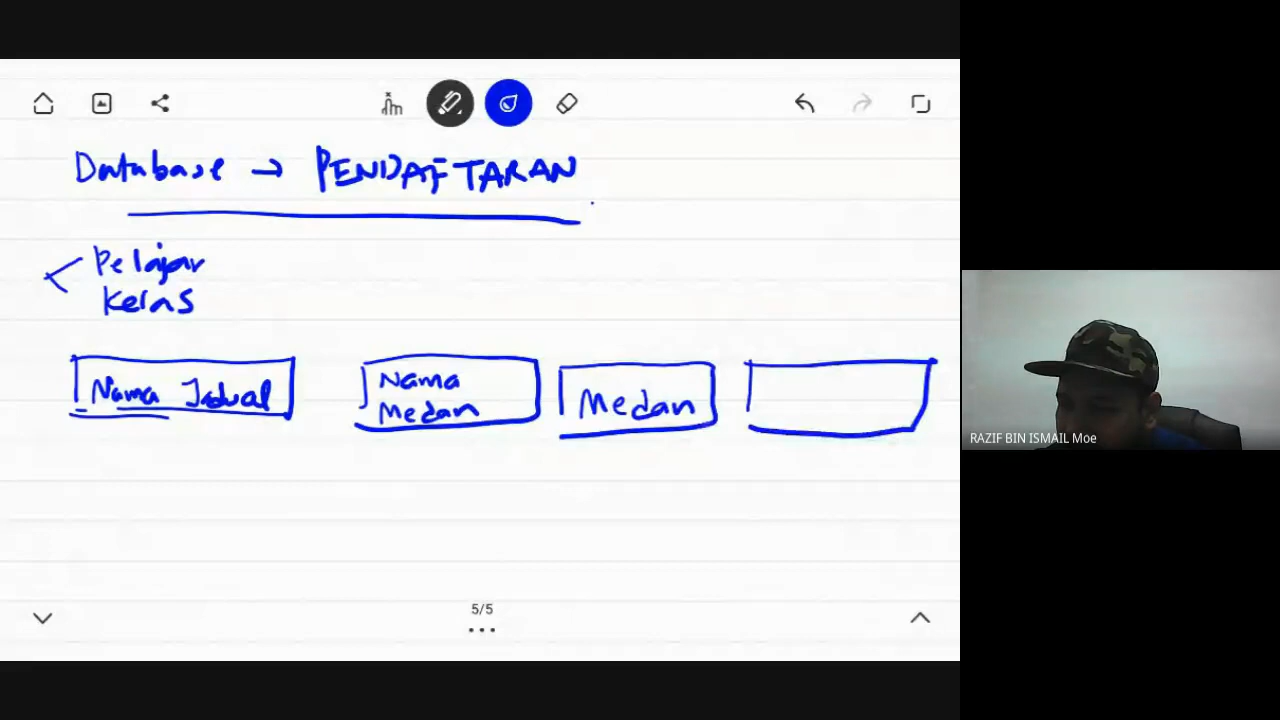 Database → PENDAFTARAN
Pelajar
Kelas
Nama Jadual
Nama
Medan
Medan
5/5
RAZIF BIN ISMAIL Moe